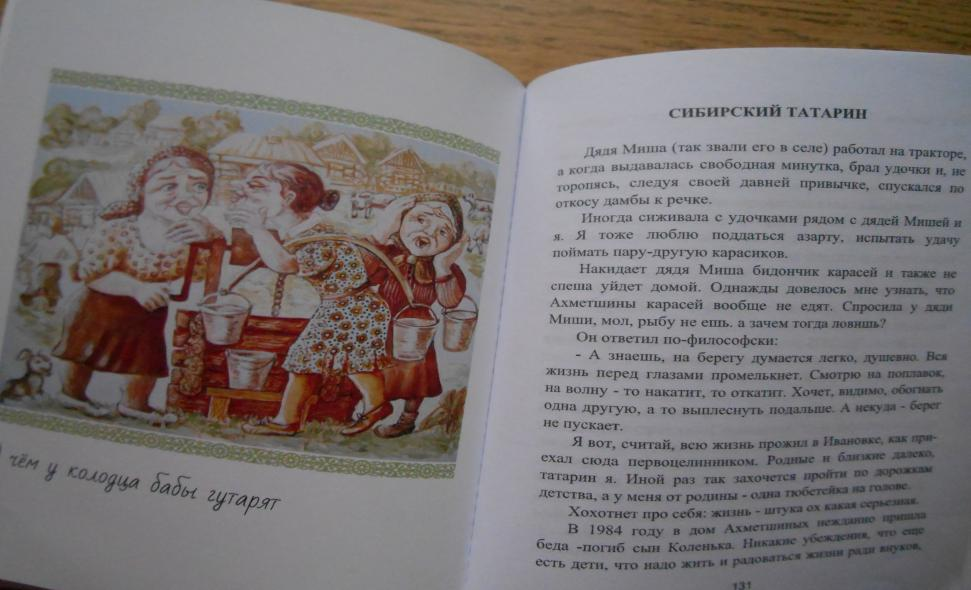 чём у колодца бабы гутарят
СИБИРСКИЙ ТАТАРИН
Дядя Миша (так звали его в селе) работал на тракторе,
а когда выдавалась свободная минутка, брал удочки и, не
торопясь, следуя своей давней привычке, спускался по
откосу дамбы к речке.
Иногда сиживала с удочками рядом с дядей Мишей и
я. Я тоже люблю поддаться азарту, испытать удачу
поймать пару-другую карасиков.
Накидает дядя Миша бидончик карасей и также не
спеша уйдет домой. Однажды довелось мне узнать, что
Ахметшины карасей вообще не едят. Спросила у дяди
Миши, мол, рыбу не ешь. а зачем тогда ловишь?
Он ответил по-философски:
- А знаешь, на берегу думается легко, душевно. Вся
жизнь перед глазами промелькнет. Смотрю на поплавок,
на волну - то накатит, то откатит. Хочет, видимо, обогнать
одна другую, а то выплеснуть подальше. А некуда - берег
не пускает.
Я вот, считай, всю жизнь прожил в Ивановке, как при-
ехал сюда первоцелинником. Родные и близкие далеко,
татарин я. Иной раз так захочется пройти по дорожкам
детства, а у меня от родины - одна тюбетейка на голове.
Хохотнет про себя: жизнь - штука ох какая серьезная.
В 1984 году в дом Ахметшиных нежданно пришла
беда -погиб сын Коленька. Никакие убеждения, что еще
есть дети, что надо жить и радоваться жизни ради внуков,
131